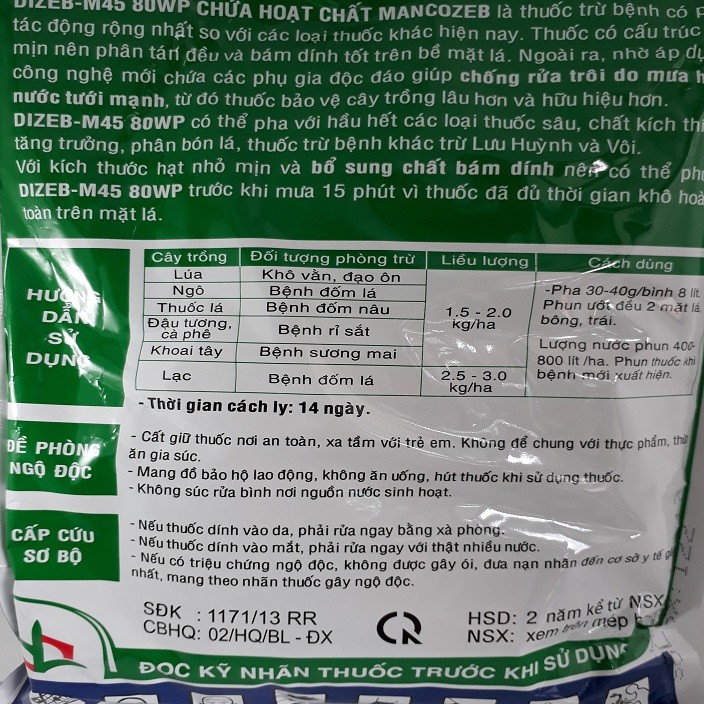 DIZEB-M45 80WP CHỨA HOẠT CHẤT MANCOZEB là thuốc trừ bệnh có p
tác động rộng nhất so với các loại thuốc khác hiện nay. Thuốc có cấu trúc
mịn nên phân tán đều và bám dính tốt trên bề mặt lá. Ngoài ra, nhờ áp dụ
công nghệ mới chứa các phụ gia độc đáo giúp chống rửa trôi do mưa h
nước tưới mạnh, từ đó thuốc bảo vệ cây trồng lâu hơn và hữu hiệu hơn.
DIZEB-M45 80WP có thể pha với hầu hết các loại thuốc sâu, chất kích thí
tăng trưởng, phân bón lá, thuốc trừ bệnh khác trừ Lưu Huỳnh và Vôi.
Với kích thước hạt nhỏ mịn và bổ sung chất bám dính nên có thể phu
DIZEB-M45 80WP trước khi mưa 15 phút vì thuốc đã đủ thời gian khô hoà
toàn trên mặt lá.
HƯỚNG
DẪN
SỬ
DỤNG
Cây trồng Đối tượng phòng trừ Liều lượng Cách dùng
Lúa Khô vằn, đạo ôn
Ngô Bệnh đốm lá
Thuốc lá Bệnh đốm nâu
Đậu tương,
cà phê Bệnh rỉ sắt
Khoai tây Bệnh sương mai
1.5 - 2.0
kg/ha
Lạc Bệnh đốm lá 2.5 - 3.0
kg/ha
-Pha 30-40g/bình 8 lít.
Phun ướt đều 2 mặt lá,
bông, trái.
Lượng nước phun 400-
800 lít /ha. Phun thuốc khi
bệnh mới xuất hiện.
- Thời gian cách ly: 14 ngày.
ĐỀ PHÒNG
NGỘ ĐỘC
- Cất giữ thuốc nơi an toàn, xa tầm với trẻ em. Không để chung với thực phẩm, thức
ăn gia súc.
- Mang đồ bảo hộ lao động, không ăn uống, hút thuốc khi sử dụng thuốc.
- Không súc rửa bình nơi nguồn nước sinh hoạt.
CẤP CỨU
SƠ BỘ
- Nếu thuốc dính vào da, phải rửa ngay bằng xà phòng.
- Nếu thuốc dính vào mắt, phải rửa ngay với thật nhiều nước.
- Nếu có triệu chứng ngộ độc, không được gây ói, đưa nạn nhân đến cơ sở y tế gần
nhất, mang theo nhãn thuốc gây ngộ độc.
SĐK : 1171/13 RR
CBHQ: 02/HQ/BL - ĐX
CR
HSD: 2 năm kể từ NSX
NSX: xem trên mép
ĐỌC KỸ NHÃN THUỐC TRƯỚC KHI SỬ DỤNG